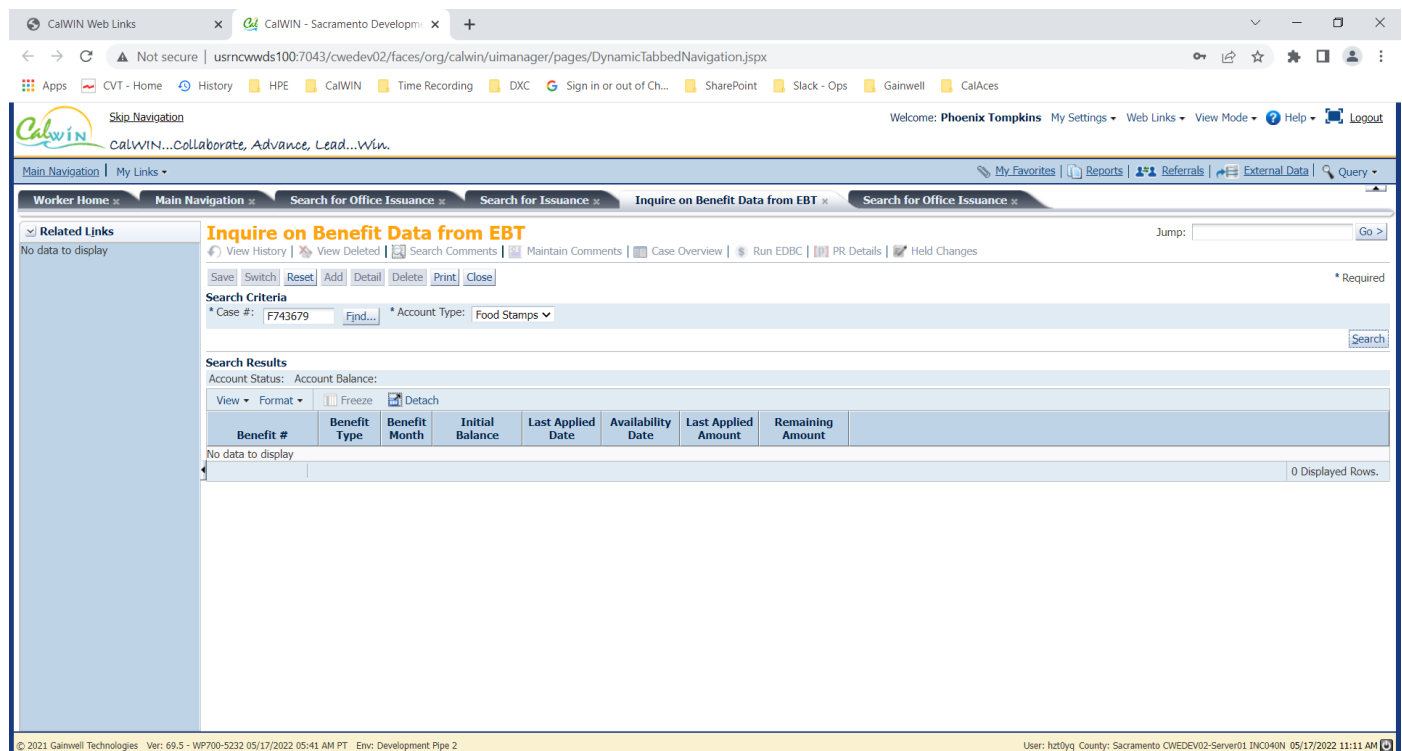 CalWIN Web Links
CalWIN - Sacramento Developme
Not secure | usrncwwds100:7043/cwedev02/faces/org/calwin/uimanager/pages/DynamicTabbedNavigation.jspx
Apps CVT - Home History HPE CalWIN Time Recording DXC Sign in or out of Ch... SharePoint Slack - Ops Gainwell CalAces
CalWIN Skip Navigation Welcome: Phoenix Tompkins My Settings Web Links View Mode Help Logout
CalWIN...Collaborate, Advance, Lead...Win.
Main Navigation | My Links My Favorites | Reports | Referrals | External Data | Query
Worker Home x Main Navigation x Search for Office Issuance x Search for Issuance x Inquire on Benefit Data from EBT x Search for Office Issuance x
Related Links
No data to display
Inquire on Benefit Data from EBT Jump: Go >
View History | View Deleted | Search Comments | Maintain Comments | Case Overview | $ Run EDBC | [P] PR Details | Held Changes
Save Switch Reset Add Detail Delete Print Close * Required
Search Criteria
* Case #: F743679 Find... * Account Type: Food Stamps
Search
Search Results
Account Status: Account Balance:
View Format Freeze Detach
Benefit # Benefit Type Benefit Month Initial Balance Last Applied Date Availability Date Last Applied Amount Remaining Amount
No data to display
0 Displayed Rows.
© 2021 Gainwell Technologies Ver: 69.5 - WP700-5232 05/17/2022 05:41 AM PT Env: Development Pipe 2 User: hzt0yq County: Sacramento CWEDEV02-Server01 INC040N 05/17/2022 11:11 AM